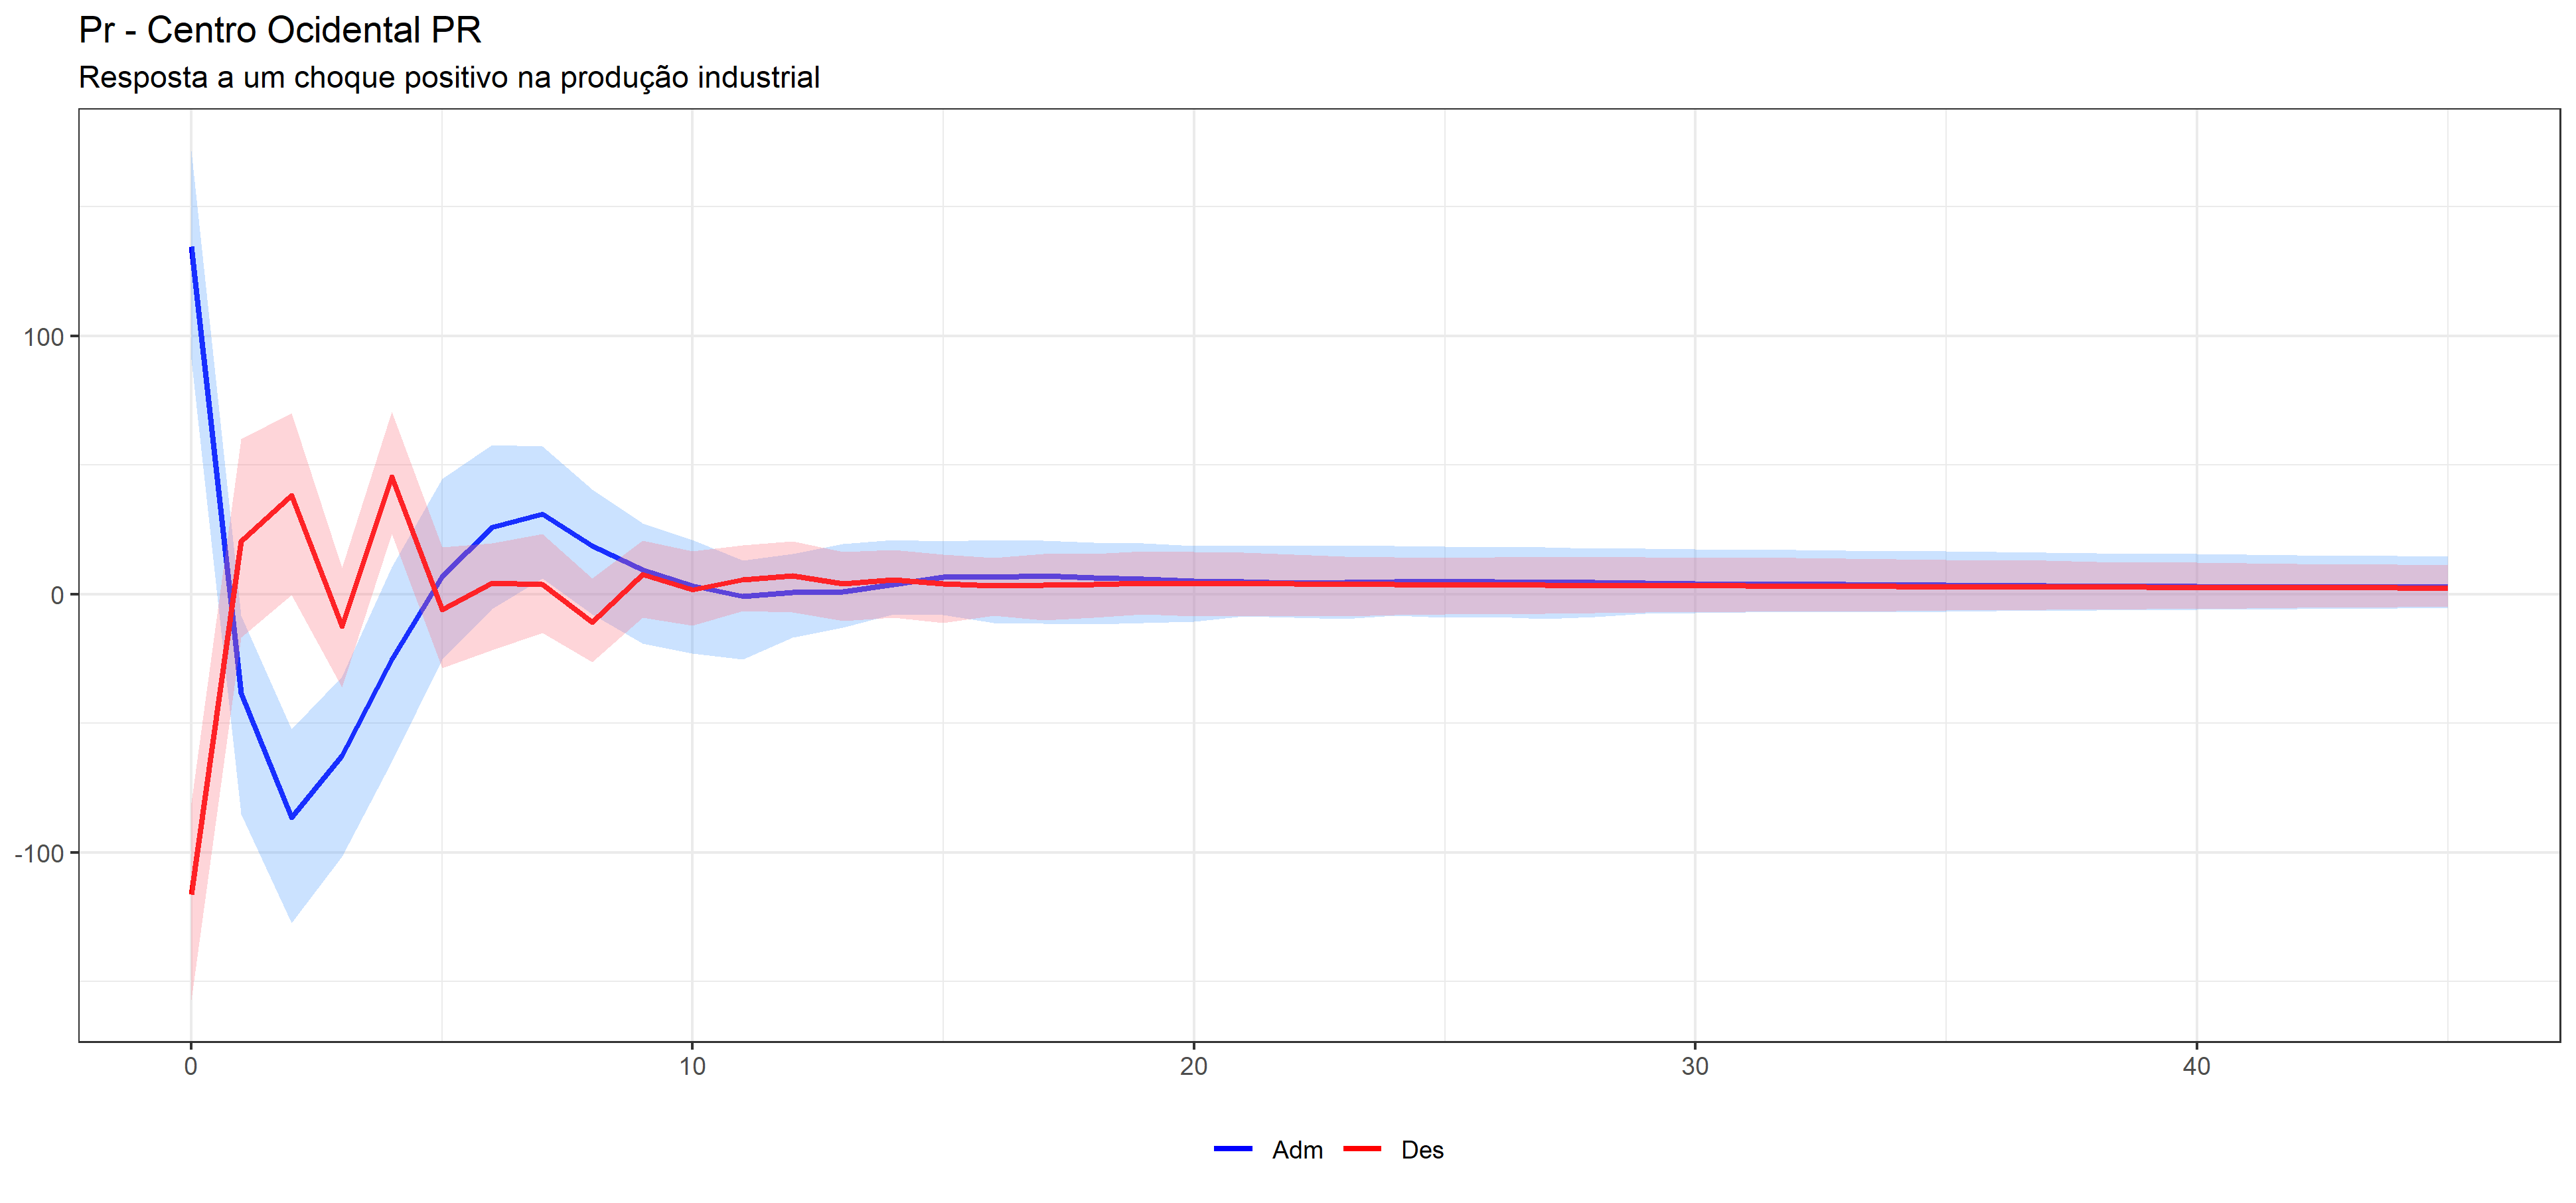 Pr - Centro Ocidental PR
Resposta a um choque positivo na produção industrial
100
0
-100
0 10 20 30 40
Adm Des